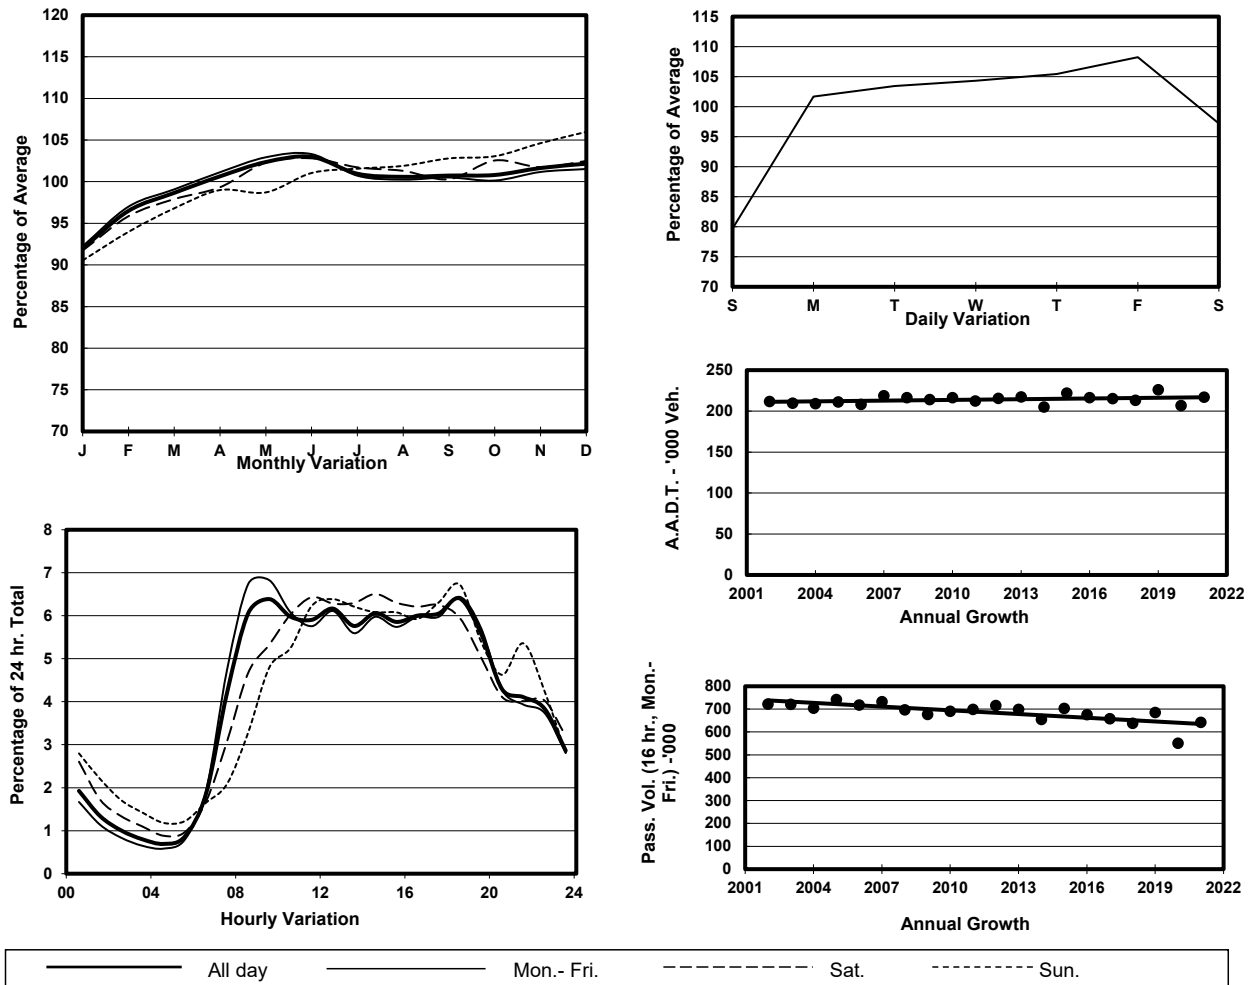 120
115
110
105
100
95
90
85
80
75
70
Percentage of Average
J F M A M J J A S O N D
Monthly Variation
115
110
105
100
95
90
85
80
75
70
Percentage of Average
S M T W T F S
Daily Variation
250
200
150
100
50
0
A.A.D.T. - '000 Veh.
2001 2004 2007 2010 2013 2016 2019 2022
Annual Growth
8
7
6
5
4
3
2
1
0
Percentage of 24 hr. Total
00 04 08 12 16 20 24
Hourly Variation
800
700
600
500
400
300
200
100
0
Pass. Vol. (16 hr., Mon.-
Fri.) -'000
2001 2004 2007 2010 2013 2016 2019 2022
Annual Growth
All day Mon.- Fri. Sat. Sun.